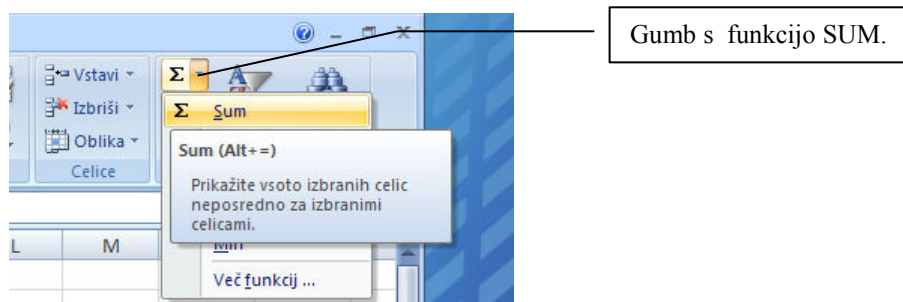 Gumb s funkcijo SUM.
Vstavi
Izbriši
Oblika
Celice
Σ
Σ Sum
Sum (Alt+=)
Prikažite vsoto izbranih celic
neposredno za izbranimi
celicami.
Min
Več funkcij ...
L M